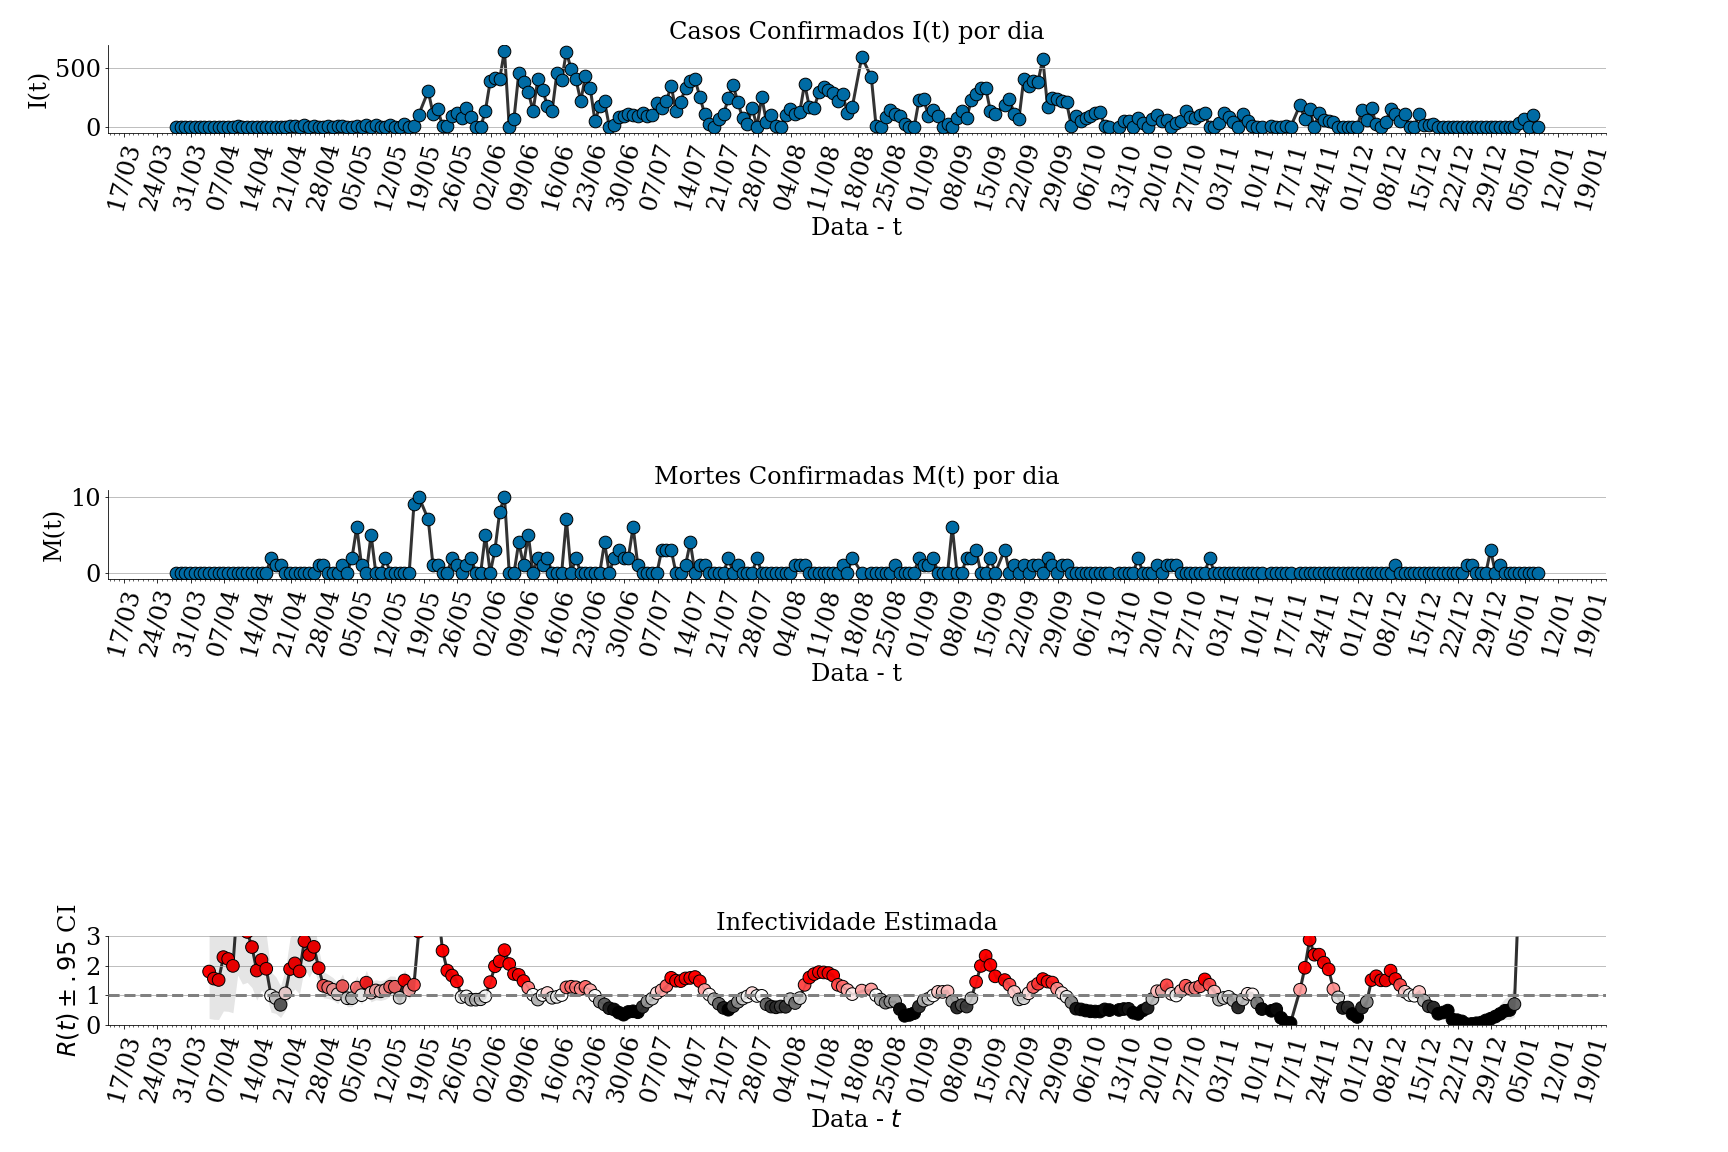 Casos Confirmados I(t) por dia
I(t)
500
0
17/03 24/03 31/03 07/04 14/04 21/04 28/04 05/05 12/05 19/05 26/05 02/06 09/06 16/06 23/06 30/06 07/07 14/07 21/07 28/07 04/08 11/08 18/08 25/08 01/09 08/09 15/09 22/09 29/09 06/10 13/10 20/10 27/10 03/11 10/11 17/11 24/11 01/12 08/12 15/12 22/12 29/12 05/01 12/01 19/01
Data - t
Mortes Confirmadas M(t) por dia
M(t)
10
0
17/03 24/03 31/03 07/04 14/04 21/04 28/04 05/05 12/05 19/05 26/05 02/06 09/06 16/06 23/06 30/06 07/07 14/07 21/07 28/07 04/08 11/08 18/08 25/08 01/09 08/09 15/09 22/09 29/09 06/10 13/10 20/10 27/10 03/11 10/11 17/11 24/11 01/12 08/12 15/12 22/12 29/12 05/01 12/01 19/01
Data - t
Infectividade Estimada
R(t) ± .95 CI
3
2
1
0
17/03 24/03 31/03 07/04 14/04 21/04 28/04 05/05 12/05 19/05 26/05 02/06 09/06 16/06 23/06 30/06 07/07 14/07 21/07 28/07 04/08 11/08 18/08 25/08 01/09 08/09 15/09 22/09 29/09 06/10 13/10 20/10 27/10 03/11 10/11 17/11 24/11 01/12 08/12 15/12 22/12 29/12 05/01 12/01 19/01
Data - t